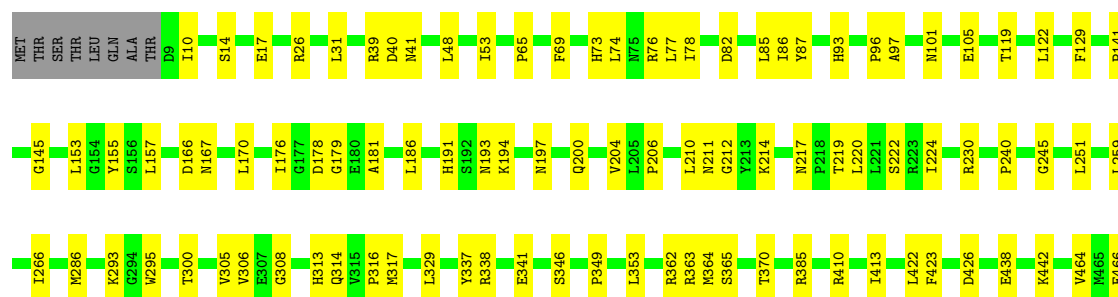 MET THR SER THR LEU GLN ALA THR D9 I10 S14 E17 R26 L31 R39 D40 N41 L48 I53 P65 F69 H73 L74 N75 R76 L77 I78 D82 L85 I86 Y87 H93 P96 A97 N101 E105 T119 L122 F129
G145 L153 G154 Y155 S156 L157 D166 N167 L170 I176 G177 D178 G179 E180 A181 L186 H191 S192 N193 K194 N197 Q200 V204 L205 P206 L210 N211 G212 Y213 K214 N217 P218 T219 L220 L221 S222 R223 I224 R230 P240 G245 L251
I266 M286 K293 G294 W295 T300 V305 V306 E307 G308 H313 Q314 V315 P316 M317 L329 Y337 R338 E341 S346 P349 L353 R362 R363 M364 S365 T370 R385 R410 I413 L422 F423 D426 E438 K442 V464 M465